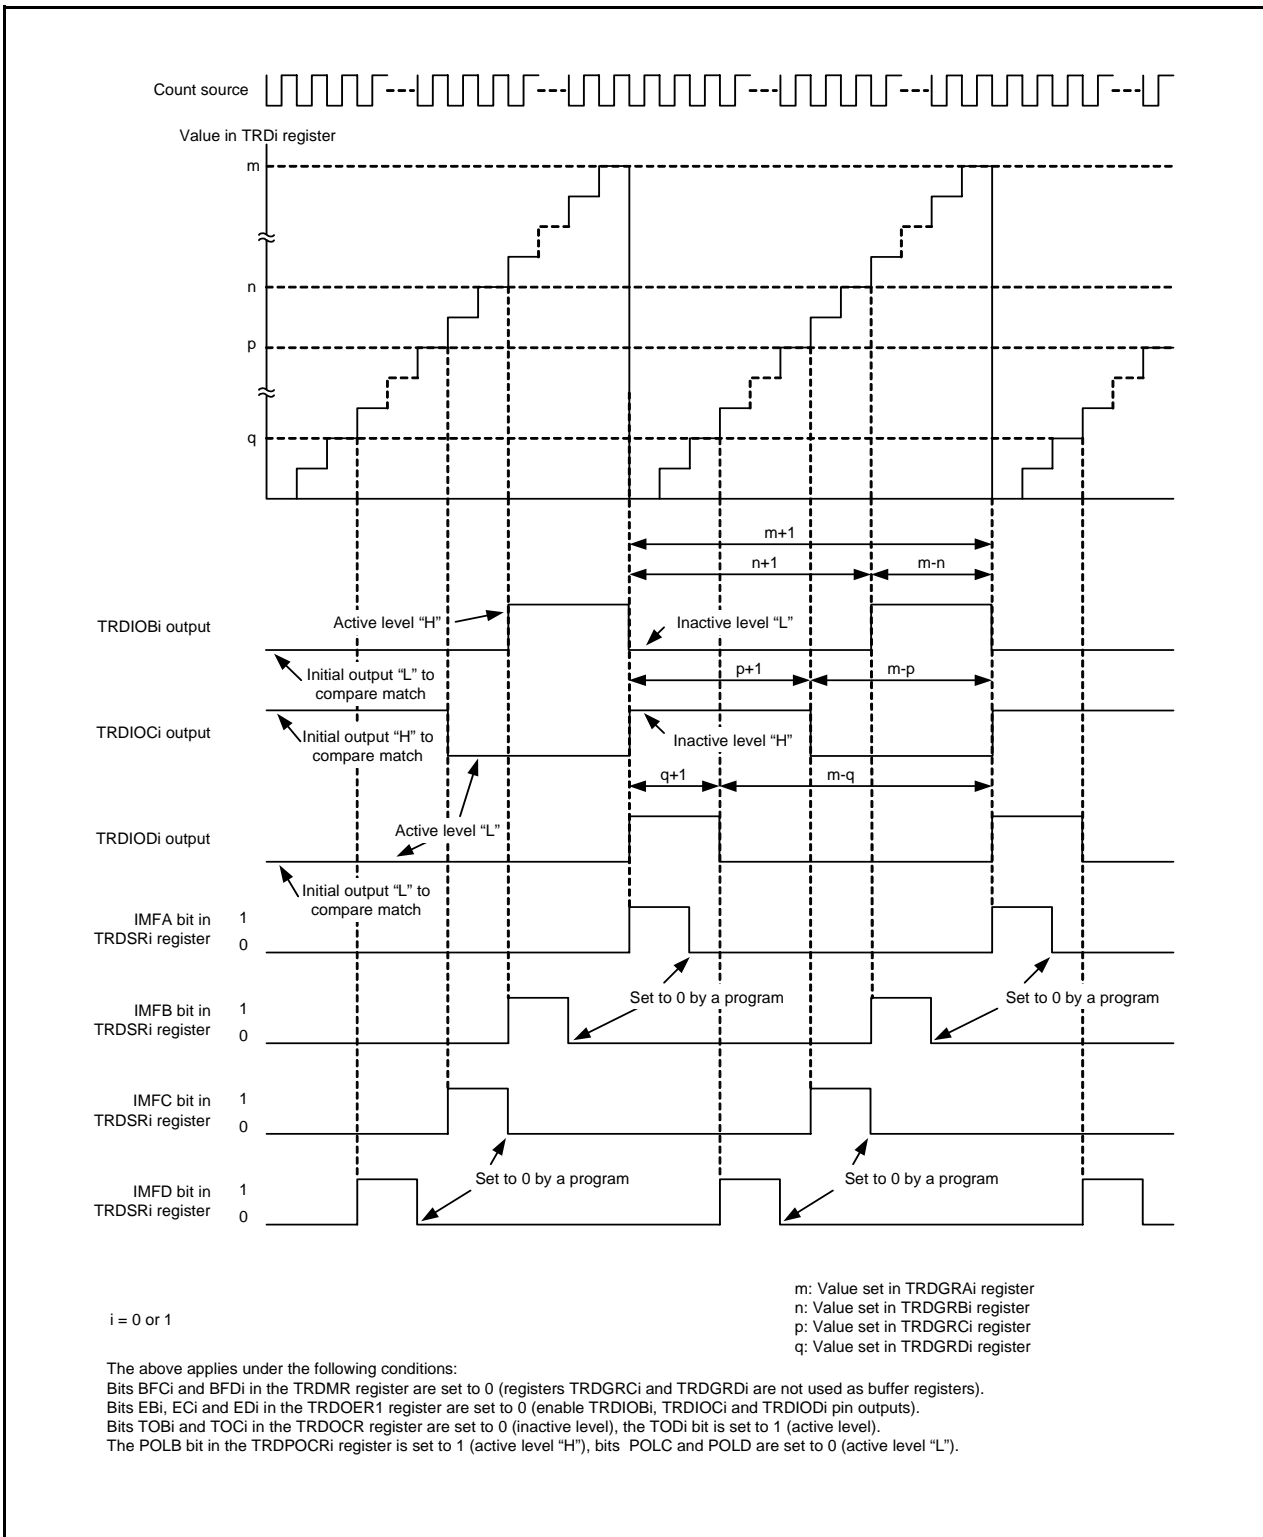 Count source
Value in TRDi register
m
n
p
q
m+1
n+1
m-n
TRDIOBi output
Active level “H”
Inactive level “L”
Initial output “L” to
compare match
p+1
m-p
TRDIOCi output
Initial output “H” to
compare match
Inactive level “H”
q+1
m-q
TRDIODi output
Active level “L”
Initial output “L” to
compare match
IMFA bit in
TRDSRi register
1
0
Set to 0 by a program
Set to 0 by a program
IMFB bit in
TRDSRi register
1
0
IMFC bit in
TRDSRi register
1
0
Set to 0 by a program
Set to 0 by a program
IMFD bit in
TRDSRi register
1
0
i = 0 or 1
m: Value set in TRDGRAi register
n: Value set in TRDGRBi register
p: Value set in TRDGRCi register
q: Value set in TRDGRDi register
The above applies under the following conditions:
Bits BFCi and BFDi in the TRDMR register are set to 0 (registers TRDGRCi and TRDGRDi are not used as buffer registers).
Bits EBi, ECi and EDi in the TRDOER1 register are set to 0 (enable TRDIOBi, TRDIOCi and TRDIODi pin outputs).
Bits TOBi and TOCi in the TRDOCR register are set to 0 (inactive level), the TODi bit is set to 1 (active level).
The POLB bit in the TRDPOCRi register is set to 1 (active level “H”), bits POLC and POLD are set to 0 (active level “L”).